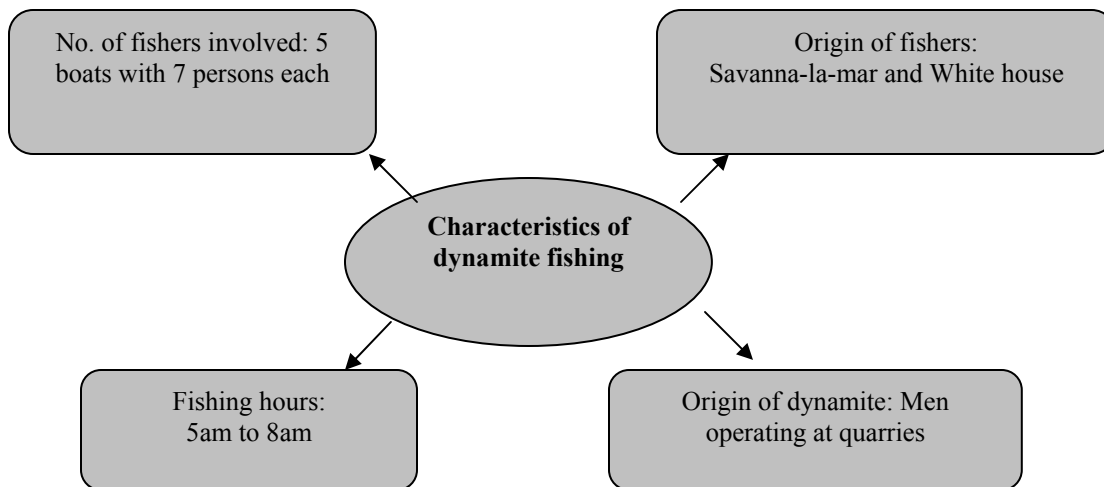 No. of fishers involved: 5
boats with 7 persons each
Origin of fishers:
Savanna-la-mar and White house
Characteristics of
dynamite fishing
Fishing hours:
5am to 8am
Origin of dynamite: Men
operating at quarries